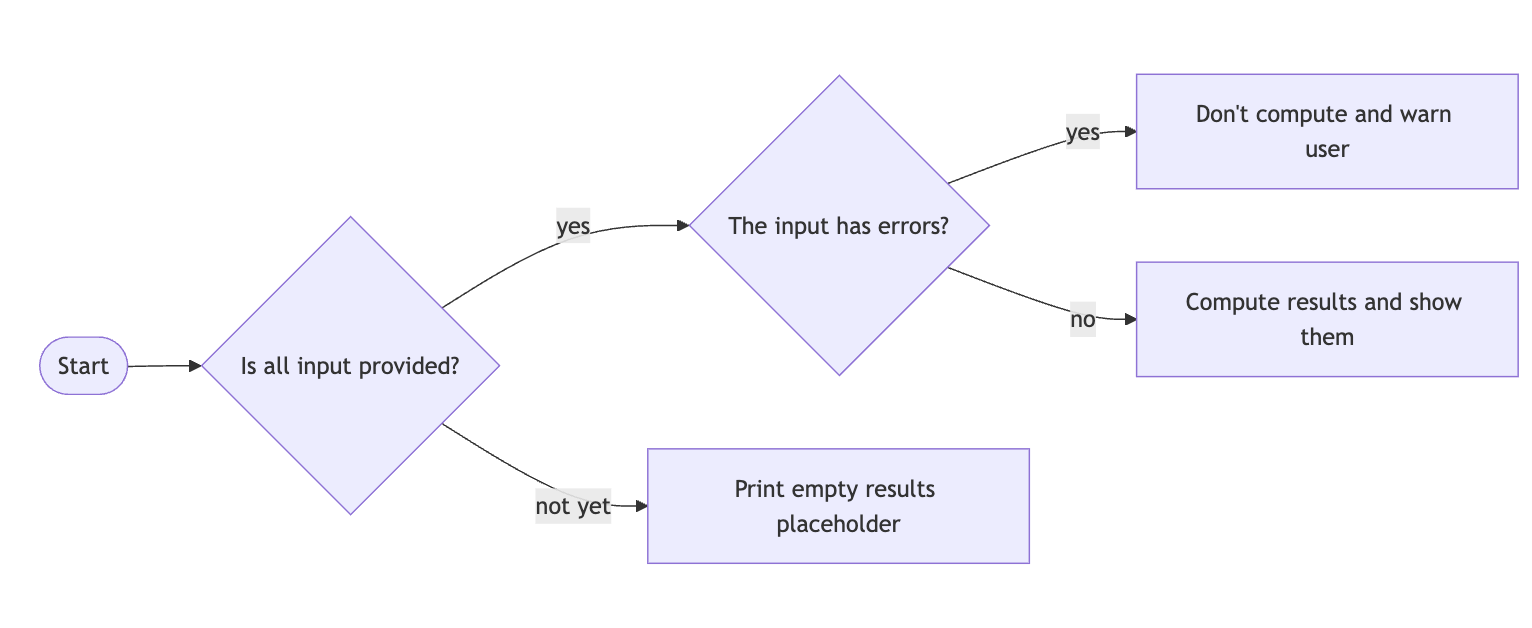 Start
Is all input provided?
yes
The input has errors?
yes
Don't compute and warn
user
no
Compute results and show
them
not yet
Print empty results
placeholder